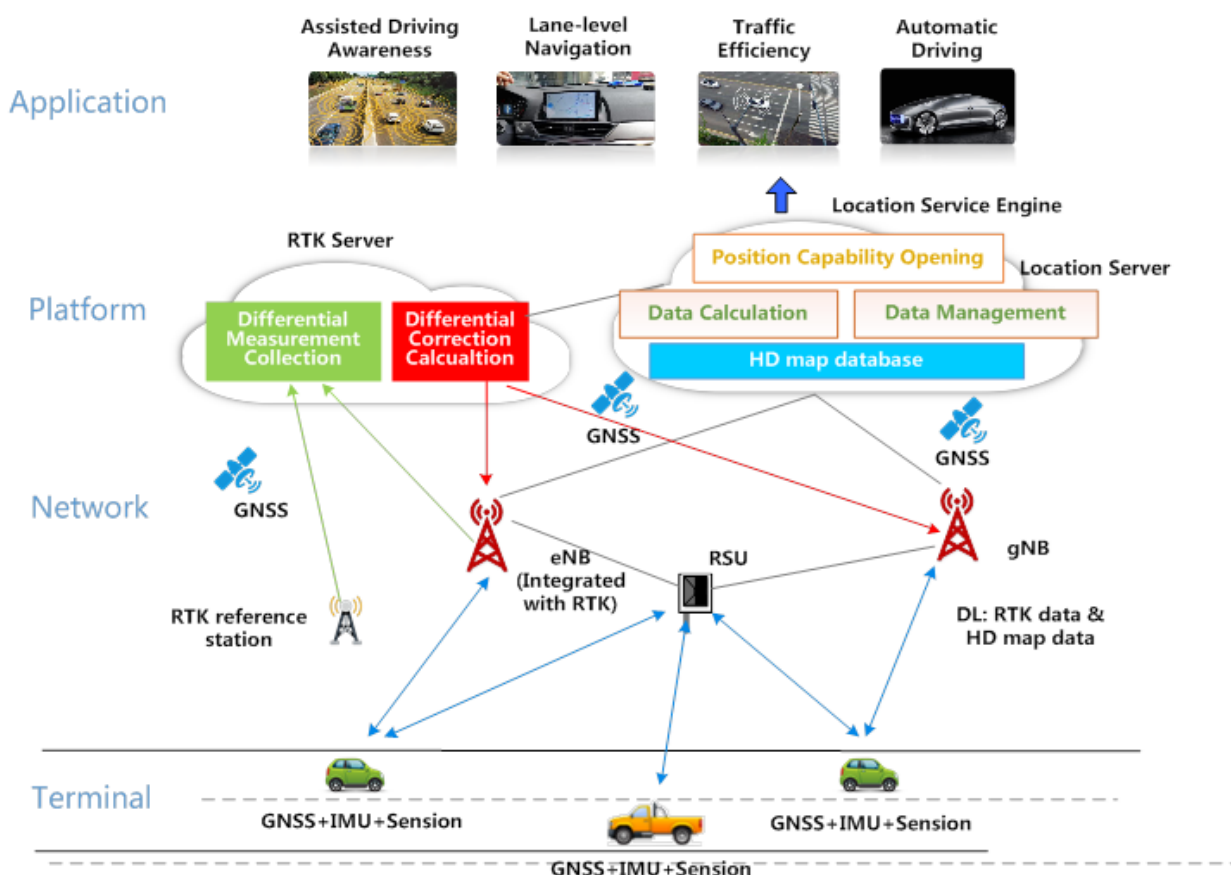 Assisted Driving
Awareness
Lane-level
Navigation
Traffic
Efficiency
Automatic
Driving
Application
Location Service Engine
RTK Server
Position Capability Opening
Location Server
Platform
Differential
Measurement
Collection
Differential
Correction
Calcualtion
Data Calculation
Data Management
HD map database
GNSS
GNSS
GNSS
Network
eNB
(Integrated
with RTK)
RSU
gNB
RTK reference
station
DL: RTK data &
HD map data
Terminal
GNSS+IMU+Sension
GNSS+IMU+Sension
GNSS+IMU+Sension